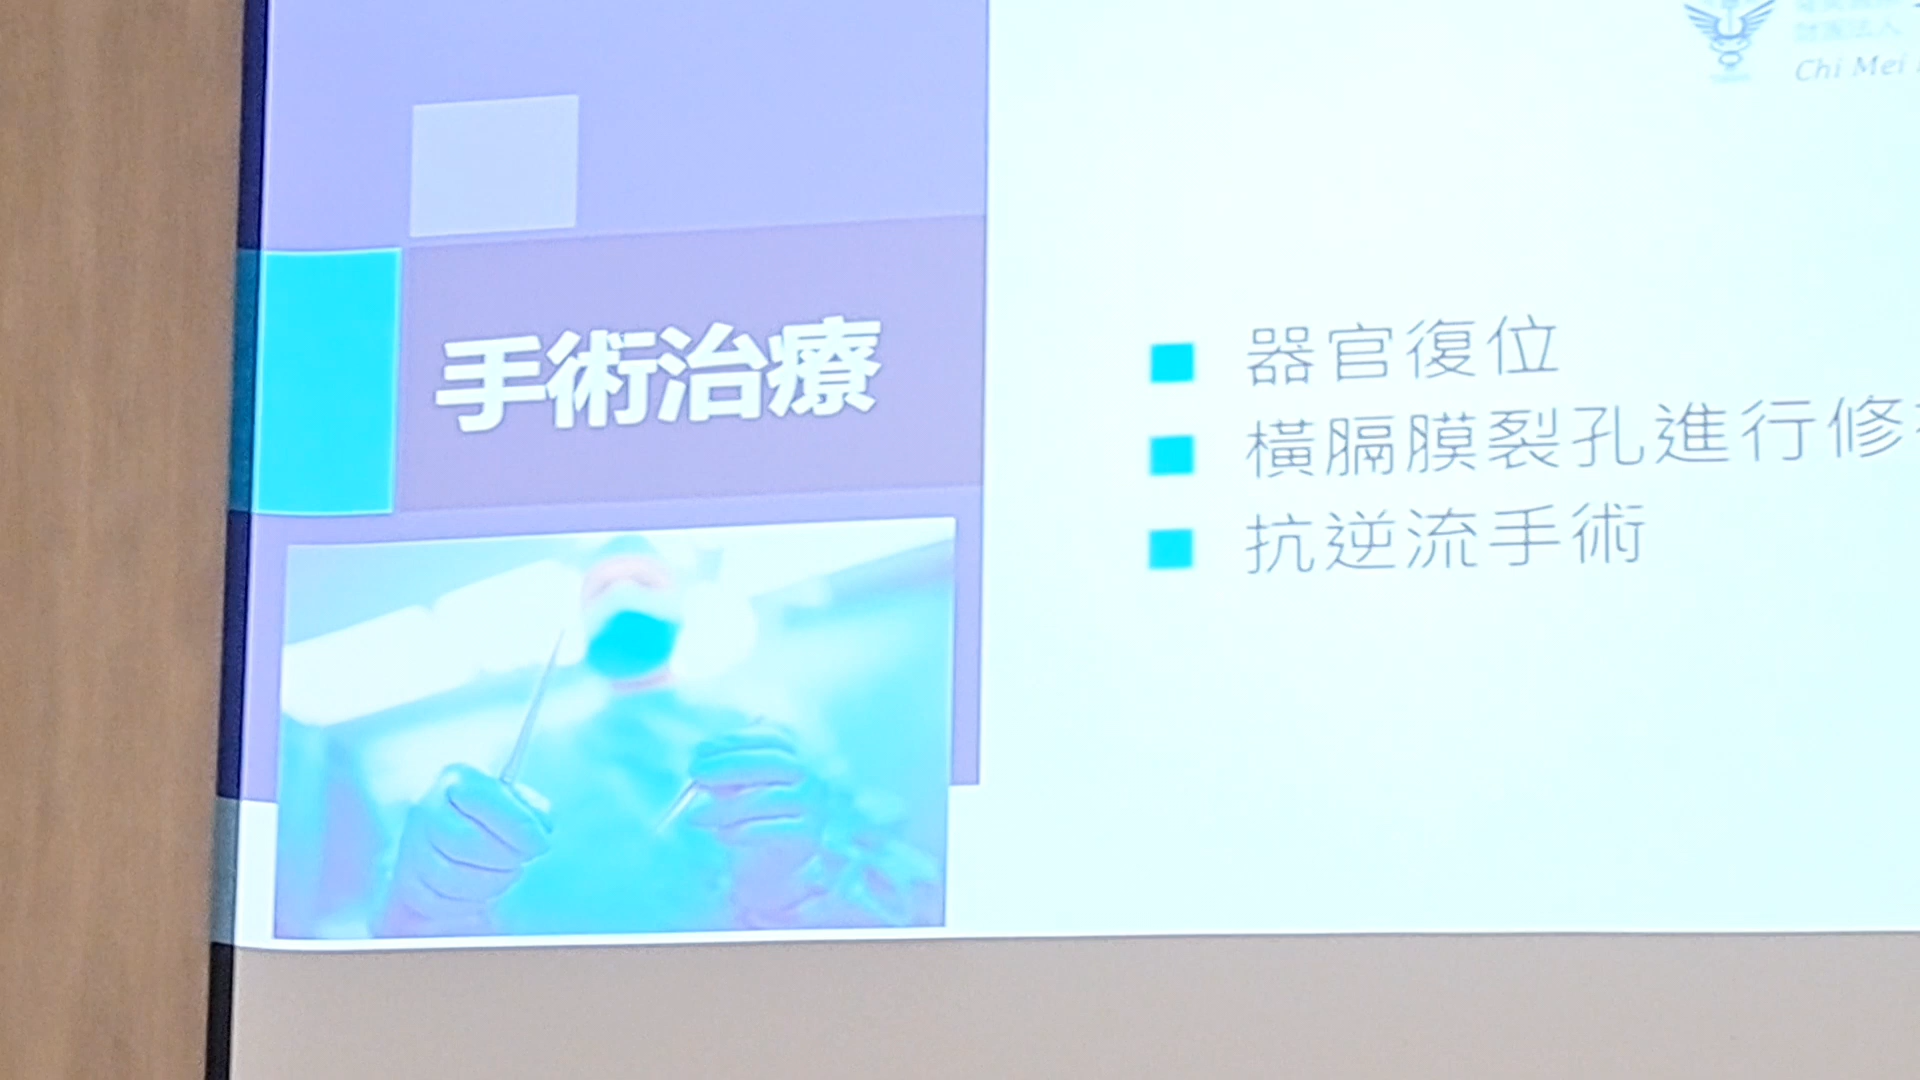 Chi Mei
手術治療
器官復位
橫膈膜裂孔進行修
抗逆流手術